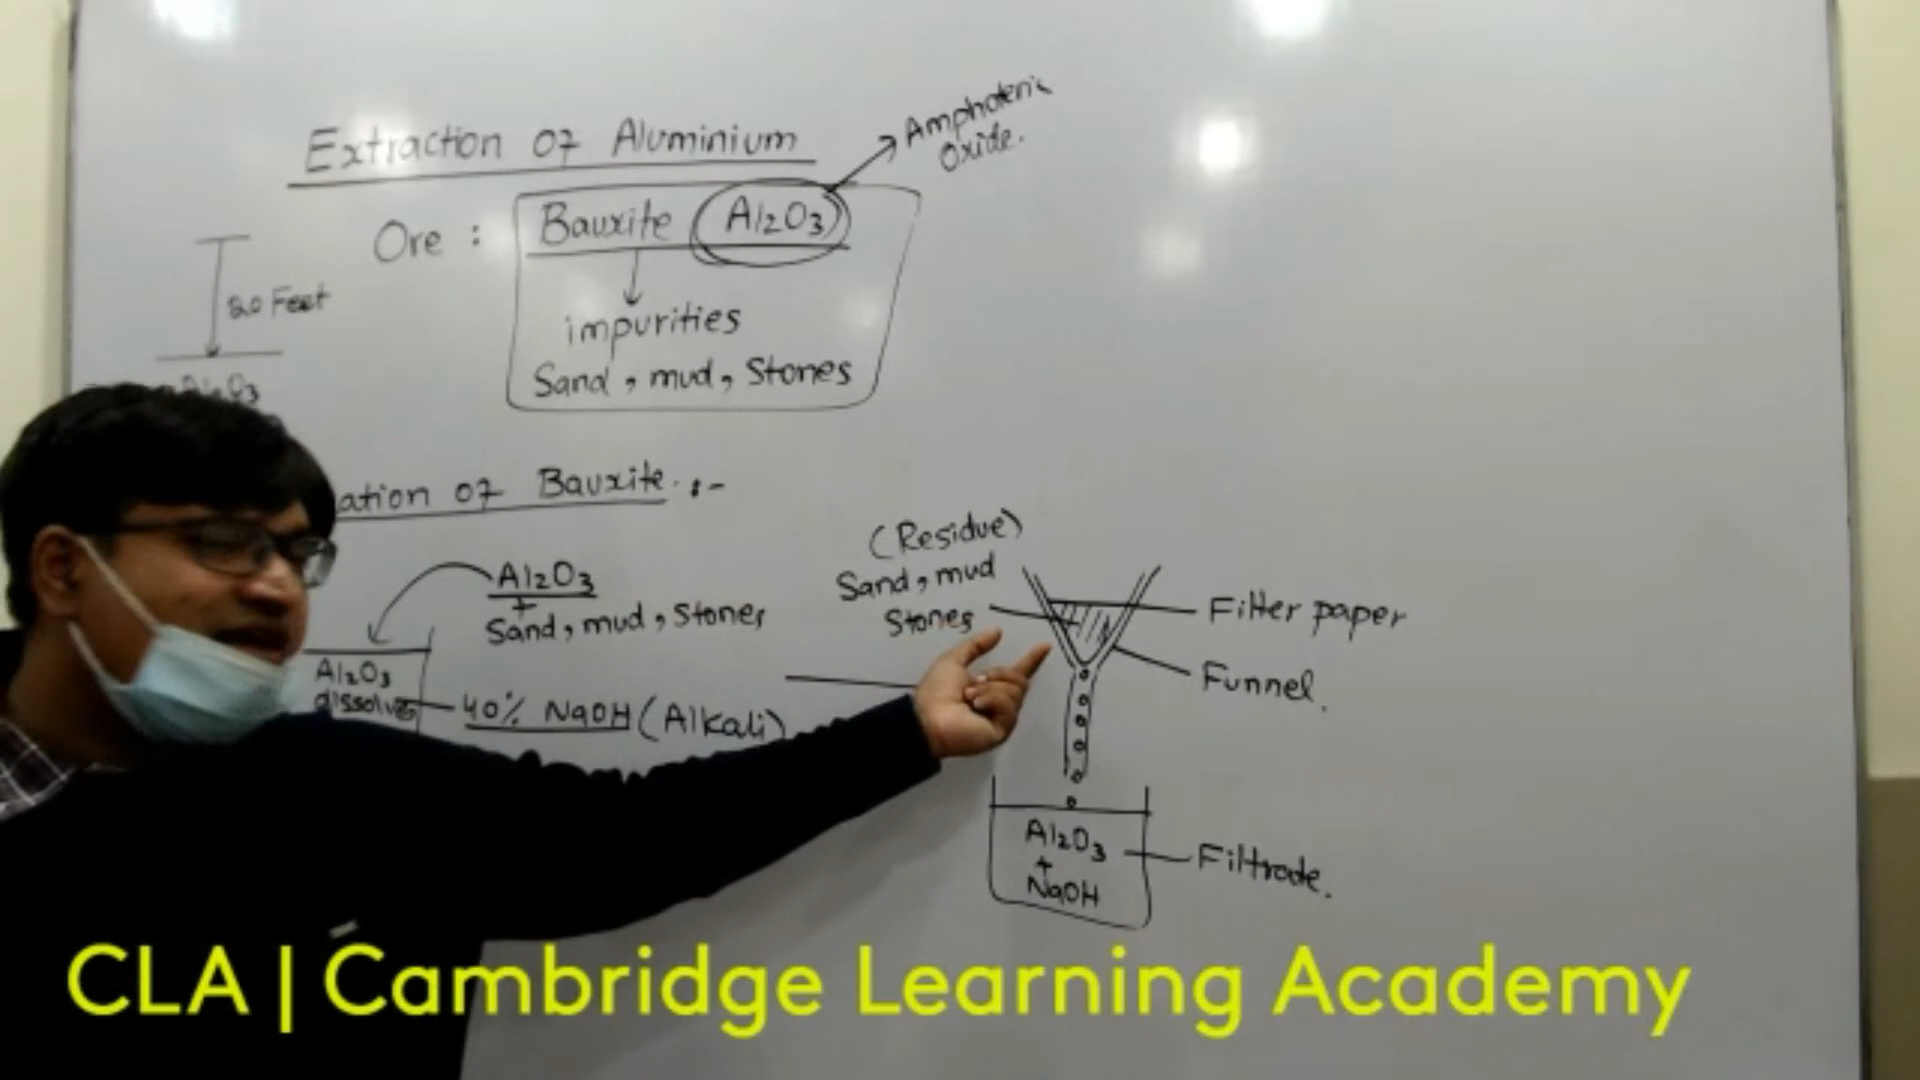 Extraction of Aluminium
Amphoteric
Oxide.
Ore : Bauxite Al2O3
impurities
Sand, mud, Stones
20 Feet
Al2O3
ation of Bauxite :-
Al2O3
+
Sand, mud, Stones
Al2O3
dissolves
40% NaOH (Alkali)
(Residue)
Sand, mud
Stones
Filter paper
Funnel.
Al2O3
+
NaOH
Filtrate.
CLA | Cambridge Learning Academy